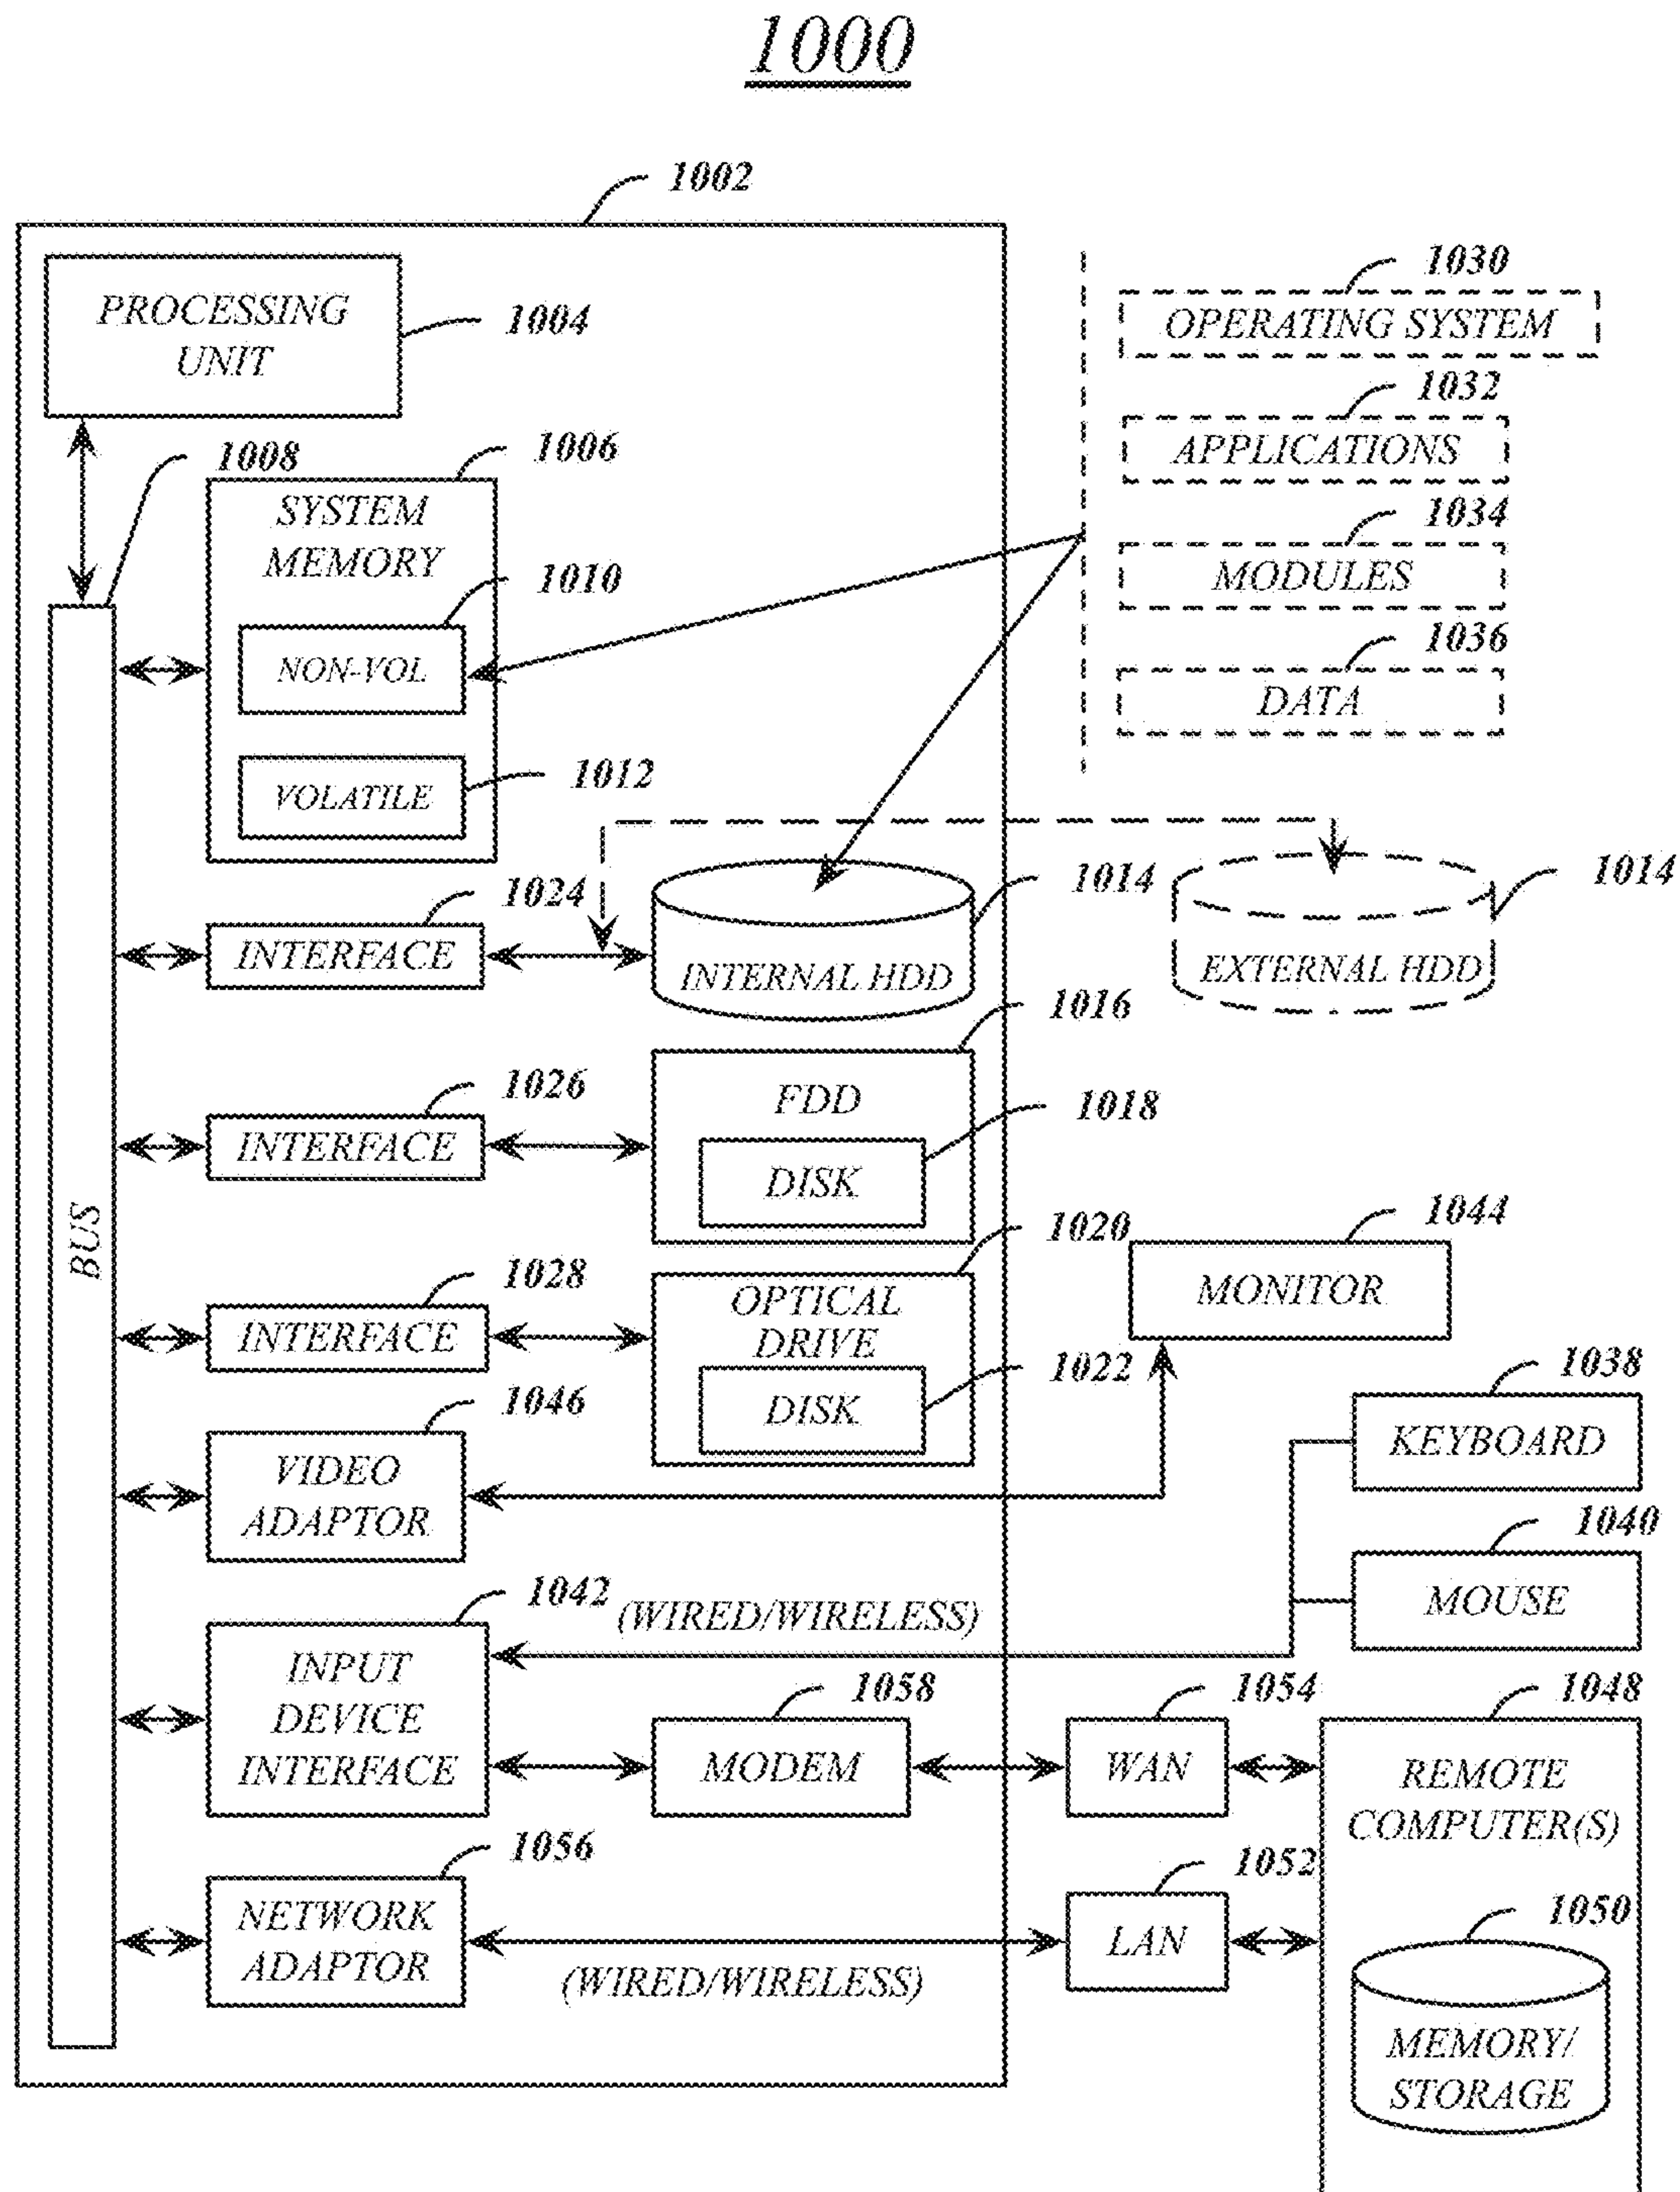 1000
1002
PROCESSING
UNIT
1004
1030
OPERATING SYSTEM
1032
APPLICATIONS
1034
MODULES
1036
DATA
1008
1006
SYSTEM
MEMORY
1010
NON-VOL
1012
VOLATILE
BUS
1024
INTERFACE
1014
INTERNAL HDD
1014
EXTERNAL HDD
1026
INTERFACE
1016
FDD
1018
DISK
1028
INTERFACE
1020
OPTICAL
DRIVE
1022
DISK
1044
MONITOR
1046
VIDEO
ADAPTOR
1038
KEYBOARD
1040
MOUSE
1042
(WIRED/WIRELESS)
INPUT
DEVICE
INTERFACE
1058
MODEM
1054
WAN
1048
REMOTE
COMPUTER(S)
1056
NETWORK
ADAPTOR
(WIRED/WIRELESS)
1052
LAN
1050
MEMORY/
STORAGE